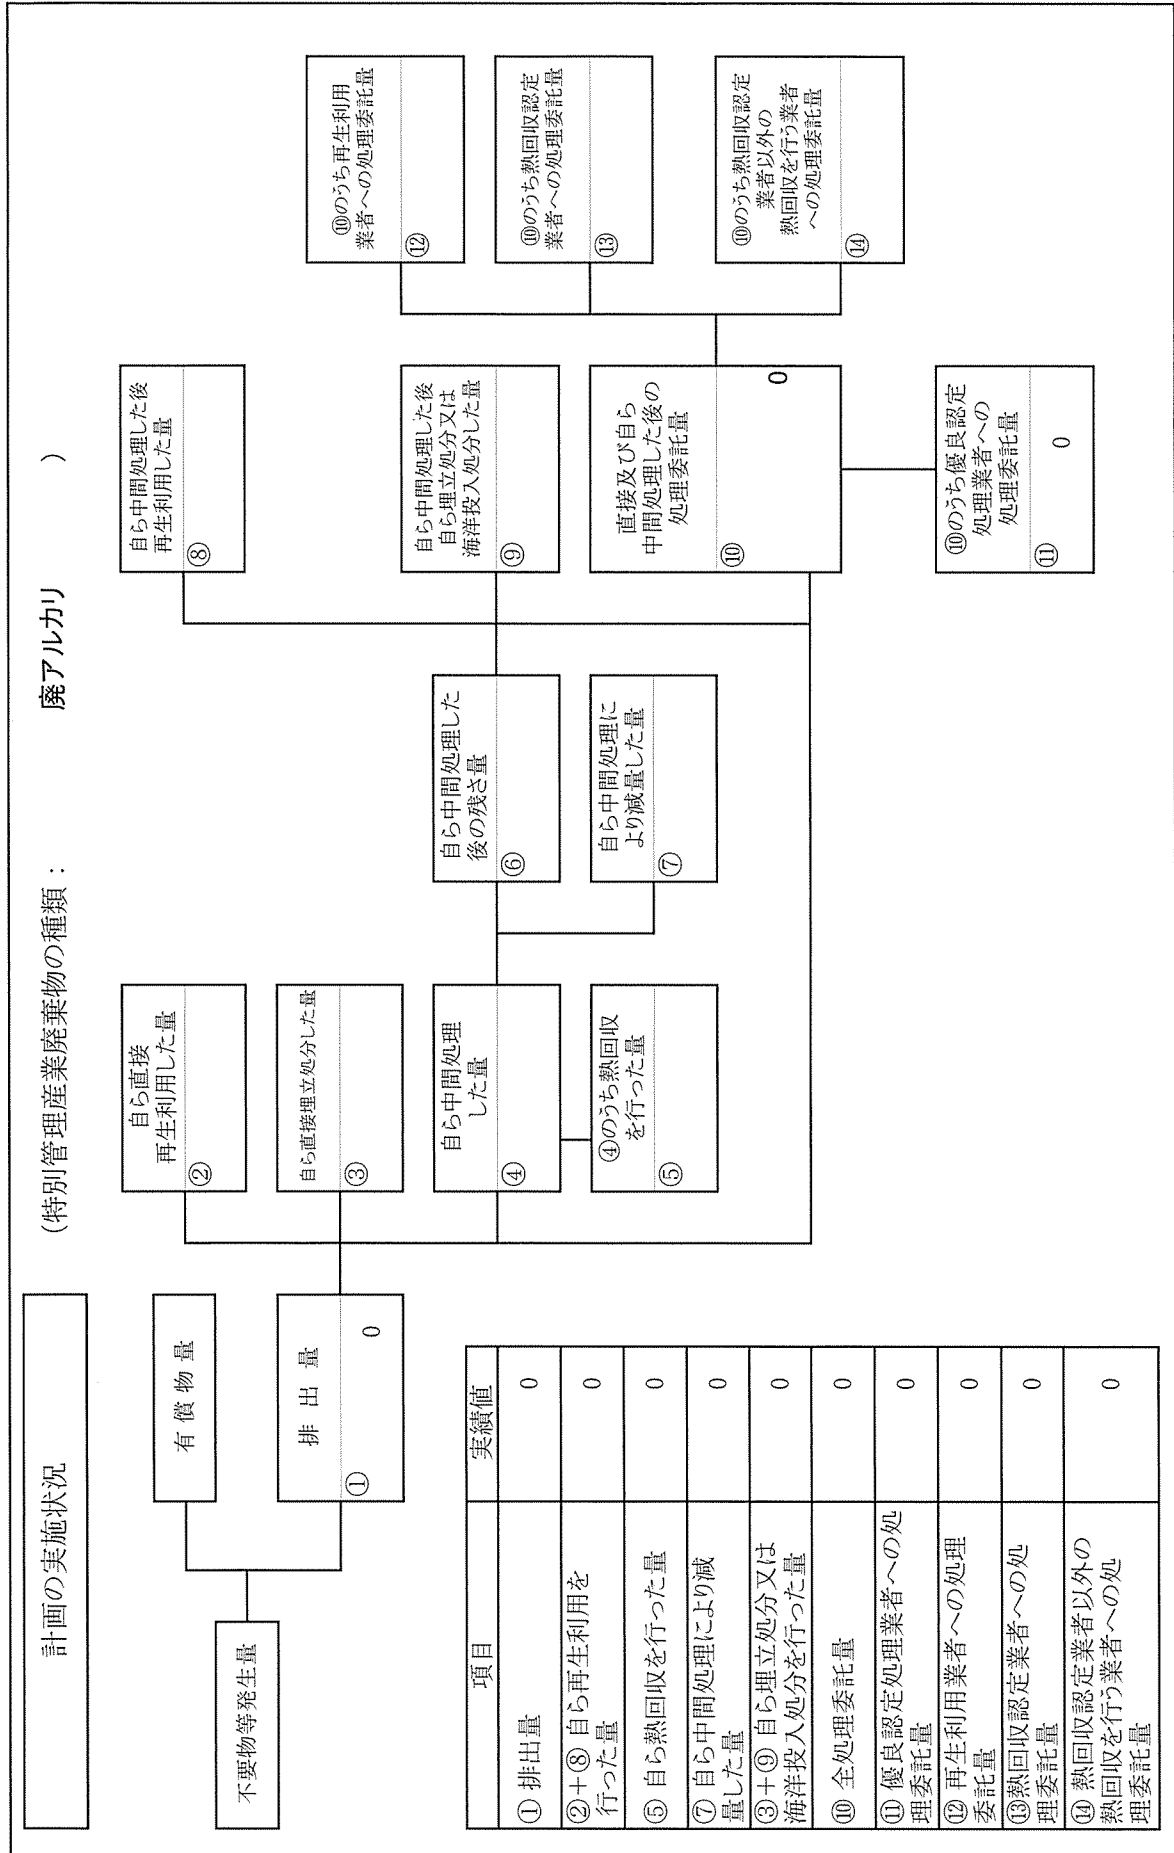 計画の実施状況
(特別管理産業廃棄物の種類：　廃アルカリ　)
不要物等発生量
有 償 物 量
排 出 量
①
0
自ら直接
再生利用した量
②
自ら直接埋立処分した量
③
自ら中間処理
した量
④
④のうち熱回収
を行った量
⑤
自ら中間処理した
後の残さ量
⑥
自ら中間処理に
より減量した量
⑦
自ら中間処理した後
再生利用した量
⑧
自ら中間処理した後
自ら埋立処分又は
海洋投入処分した量
⑨
直接及び自ら
中間処理した後の
処理委託量
⑩
0
⑩のうち優良認定
処理業者への
処理委託量
⑪
0
⑩のうち再生利用
業者への処理委託量
⑫
⑩のうち熱回収認定
業者への処理委託量
⑬
⑩のうち熱回収認定
業者以外の
熱回収を行う業者
への処理委託量
⑭
項目 実績値
① 排出量 0
②＋⑧ 自ら再生利用を
行った量 0
⑤ 自ら熱回収を行った量 0
⑦ 自ら中間処理により減
量した量 0
③＋⑨ 自ら埋立処分又は
海洋投入処分を行った量 0
⑩ 全処理委託量 0
⑪ 優良認定処理業者への処
理委託量 0
⑫ 再生利用業者への処理
委託量 0
⑬熱回収認定業者への処
理委託量 0
⑭ 熱回収認定業者以外の
熱回収を行う業者への処
理委託量 0